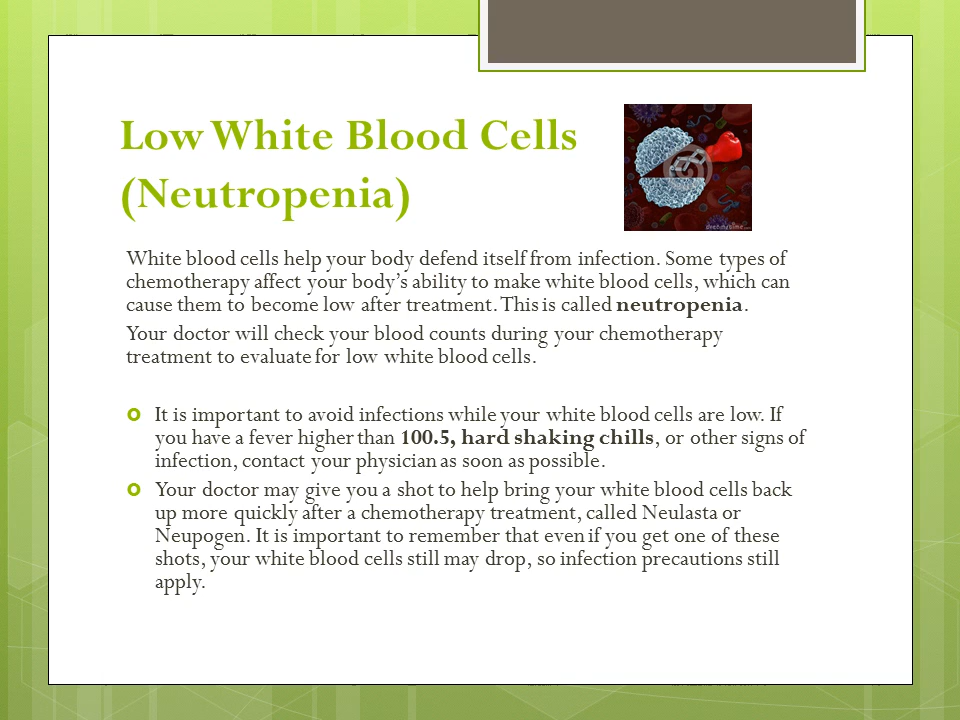 Low White Blood Cells
(Neutropenia)
White blood cells help your body defend itself from infection. Some types of
chemotherapy affect your body's ability to make white blood cells, which can
cause them to become low after treatment. This is called neutropenia.
Your doctor will check your blood counts during your chemotherapy
treatment to evaluate for low white blood cells.
It is important to avoid infections while your white blood cells are low. If
you have a fever higher than 100.5, hard shaking chills, or other signs of
infection, contact your physician as soon as possible.
Your doctor may give you a shot to help bring your white blood cells back
up more quickly after a chemotherapy treatment, called Neulasta or
Neupogen. It is important to remember that even if you get one of these
shots, your white blood cells still may drop, so infection precautions still
apply.